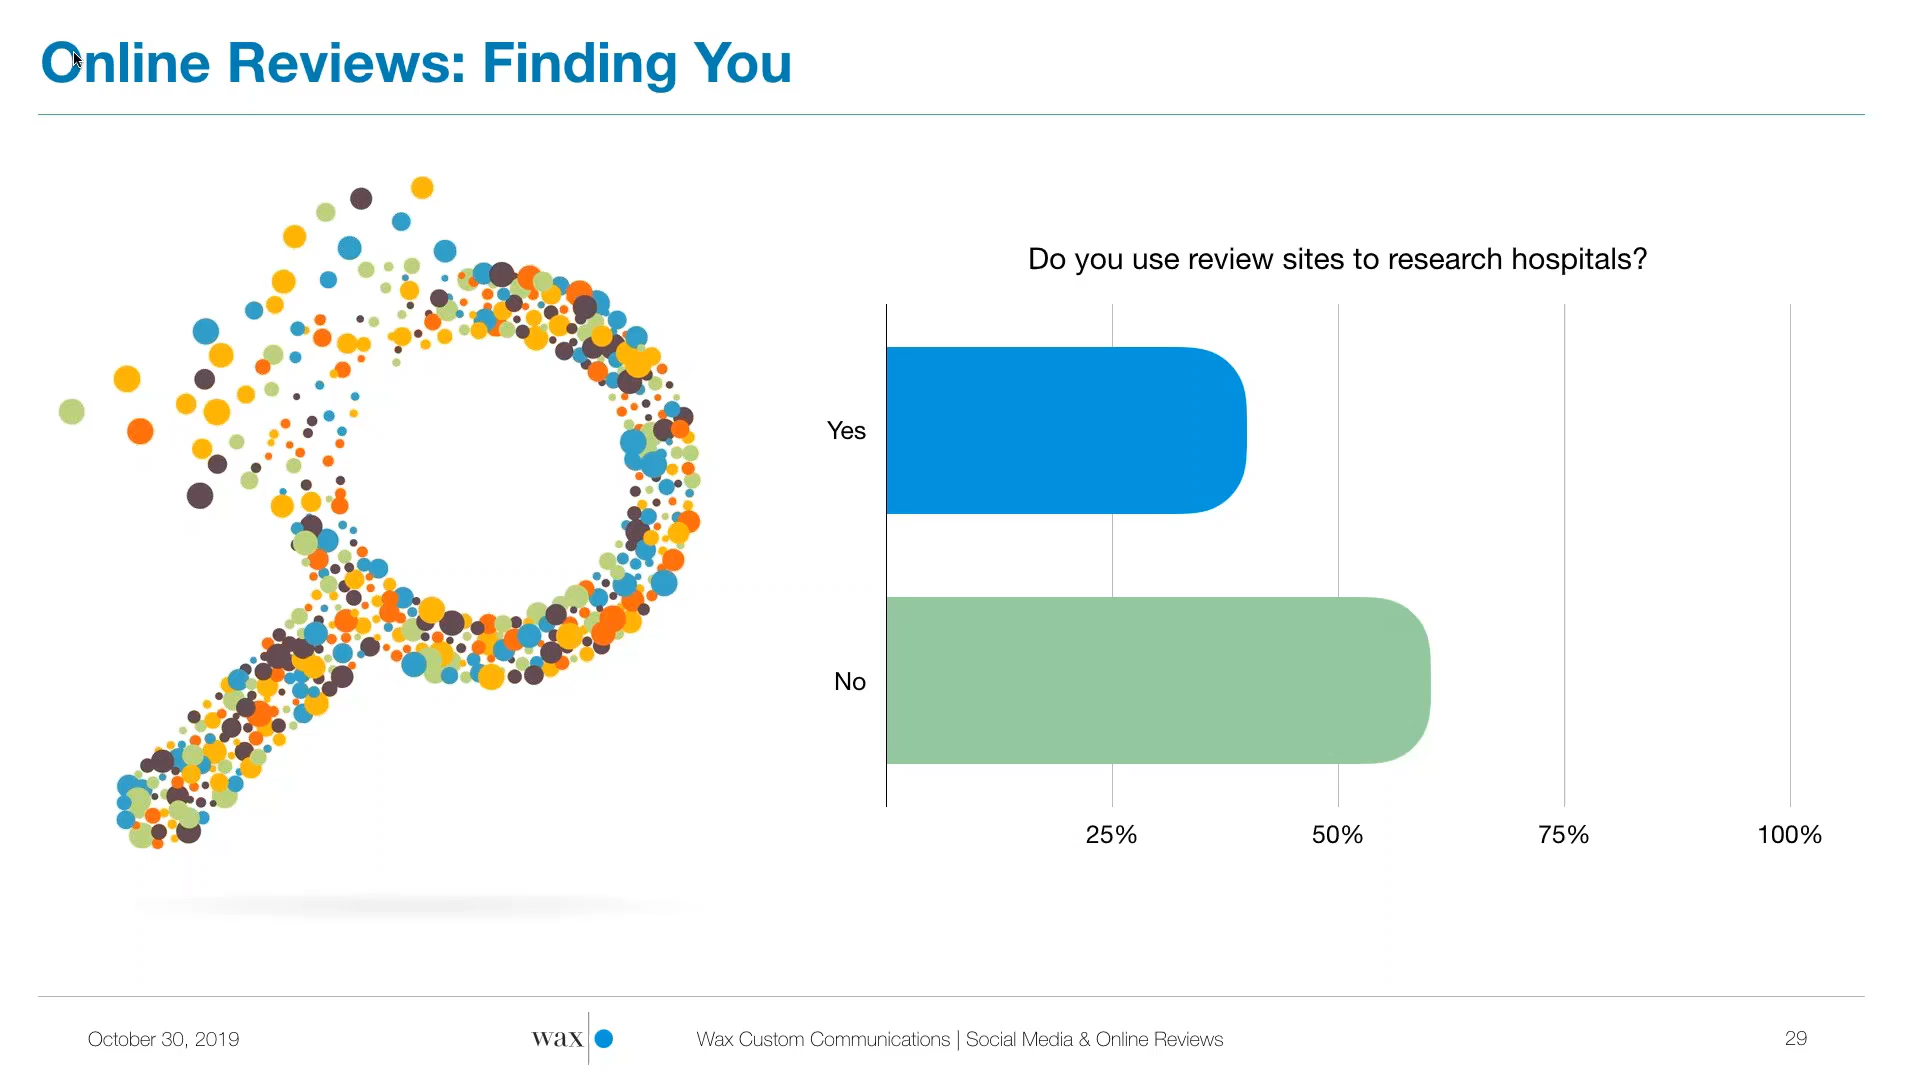 Online Reviews: Finding You
Do you use review sites to research hospitals?
Yes
No
25%
50%
75%
100%
October 30, 2019
wax
Wax Custom Communications | Social Media & Online Reviews
29